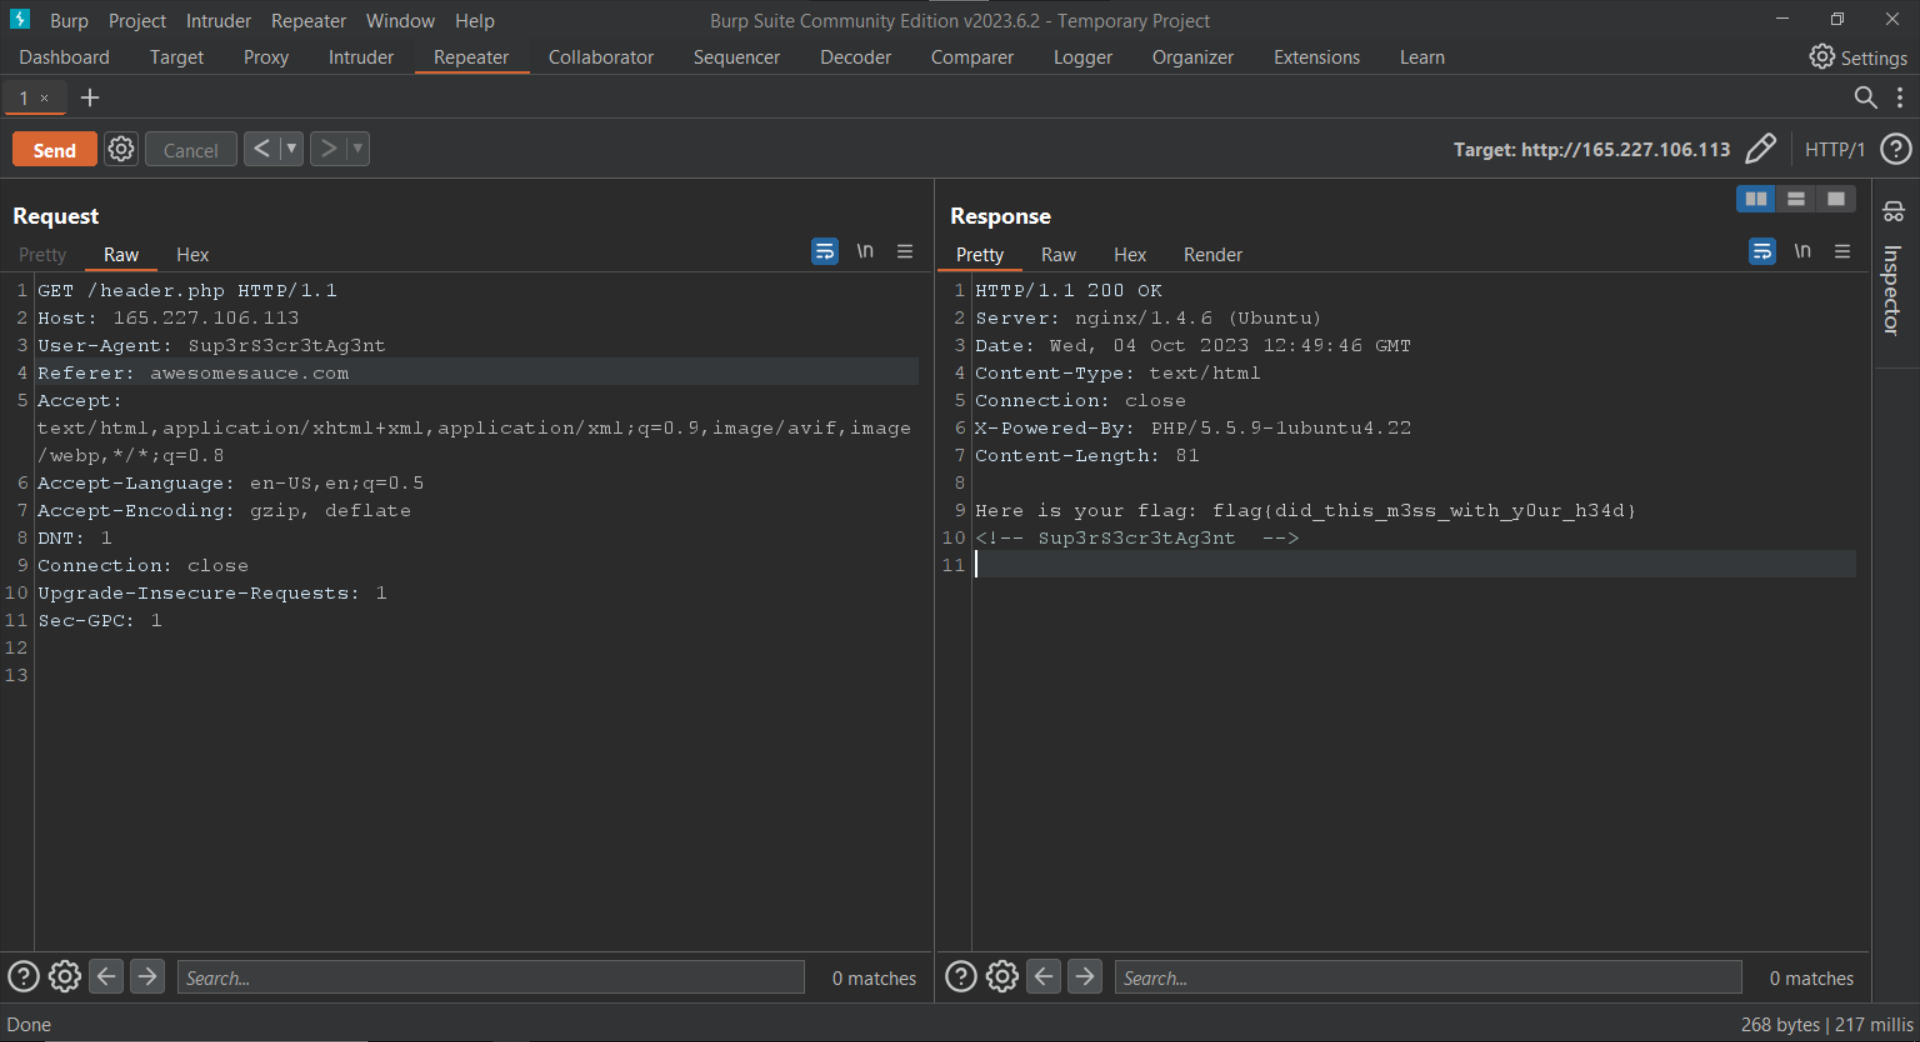 Burp Project Intruder Repeater Window Help Burp Suite Community Edition v2023.6.2 - Temporary Project
Dashboard Target Proxy Intruder Repeater Collaborator Sequencer Decoder Comparer Logger Organizer Extensions Learn Settings
1 × +
Send Cancel < > Target: http://165.227.106.113 HTTP/1 ?
Request
Pretty Raw Hex \n
1 GET /header.php HTTP/1.1
2 Host: 165.227.106.113
3 User-Agent: Sup3rS3cr3tAg3nt
4 Referer: awesomesauce.com
5 Accept:
text/html,application/xhtml+xml,application/xml;q=0.9,image/avif,image
/webp,*/*;q=0.8
6 Accept-Language: en-US,en;q=0.5
7 Accept-Encoding: gzip, deflate
8 DNT: 1
9 Connection: close
10 Upgrade-Insecure-Requests: 1
11 Sec-GPC: 1
12
13
Search... 0 matches
Response
Pretty Raw Hex Render \n
1 HTTP/1.1 200 OK
2 Server: nginx/1.4.6 (Ubuntu)
3 Date: Wed, 04 Oct 2023 12:49:46 GMT
4 Content-Type: text/html
5 Connection: close
6 X-Powered-By: PHP/5.5.9-1ubuntu4.22
7 Content-Length: 81
8
9 Here is your flag: flag{did_this_m3ss_with_y0ur_h34d}
10 <!-- Sup3rS3cr3tAg3nt  -->
11
Search... 0 matches
Inspector
Done 268 bytes | 217 millis